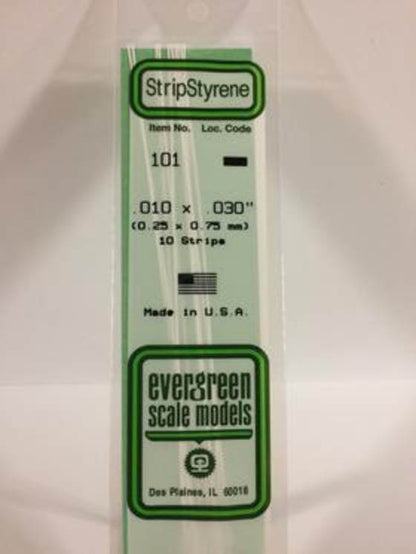 StripStyrene
Item No. Loc. Code
101
.010 x .030"
(0.25 x 0.75 mm)
10 Strips
Made in U.S.A.
evergreen
scale models
Des Plaines, IL 60018